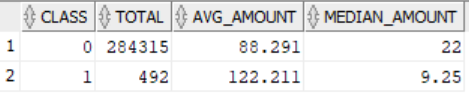 CLASS TOTAL AVG_AMOUNT MEDIAN_AMOUNT
1 0 284315 88.291 22
2 1 492 122.211 9.25